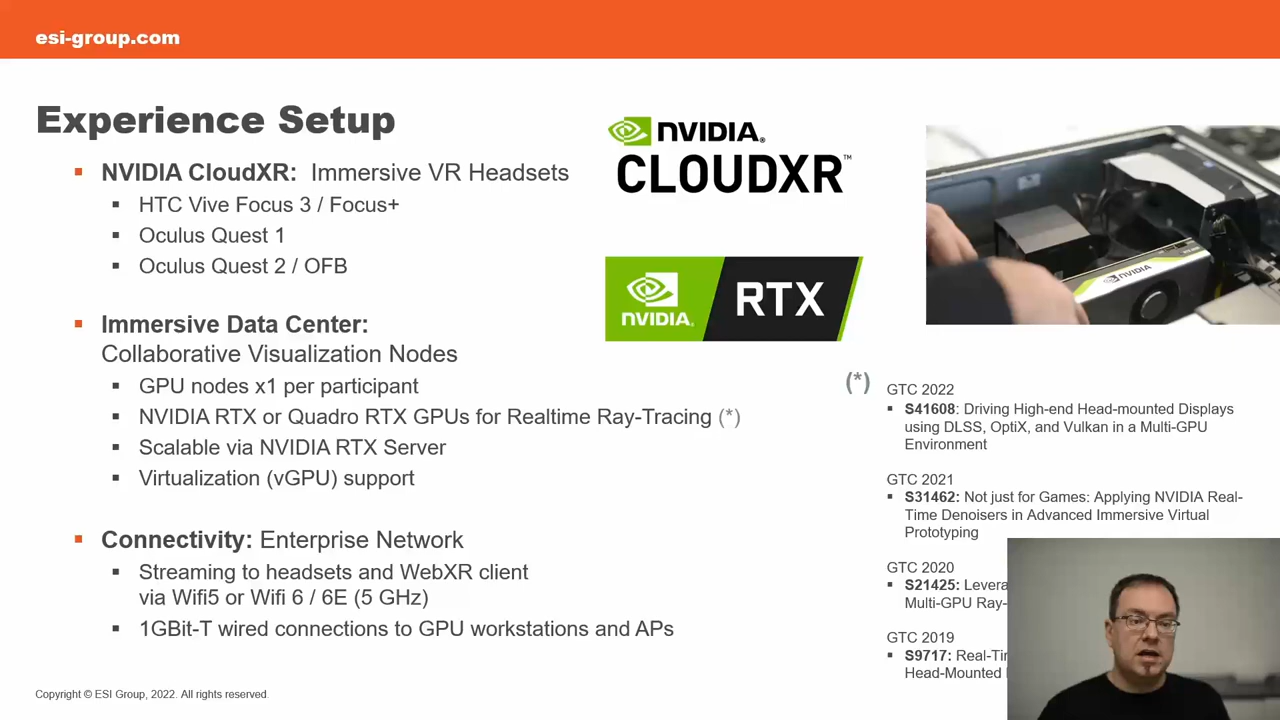 esi-group.com
Experience Setup
NVIDIA CloudXR: Immersive VR Headsets
HTC Vive Focus 3 / Focus+
Oculus Quest 1
Oculus Quest 2 / OFB
Immersive Data Center:
Collaborative Visualization Nodes
GPU nodes x1 per participant
NVIDIA RTX or Quadro RTX GPUs for Realtime Ray-Tracing (*)
Scalable via NVIDIA RTX Server
Virtualization (vGPU) support
Connectivity: Enterprise Network
Streaming to headsets and WebXR client
via Wifi5 or Wifi 6 / 6E (5 GHz)
1GBit-T wired connections to GPU workstations and APs
NVIDIA.
CLOUDXR™
NVIDIA.
RTX
NVIDIA
(*)
GTC 2022
S41608: Driving High-end Head-mounted Displays
using DLSS, OptiX, and Vulkan in a Multi-GPU
Environment
GTC 2021
S31462: Not just for Games: Applying NVIDIA Real-
Time Denoisers in Advanced Immersive Virtual
Prototyping
GTC 2020
S21425: Levera
Multi-GPU Ray-
GTC 2019
S9717: Real-Tir
Head-Mounted
Copyright © ESI Group, 2022. All rights reserved.